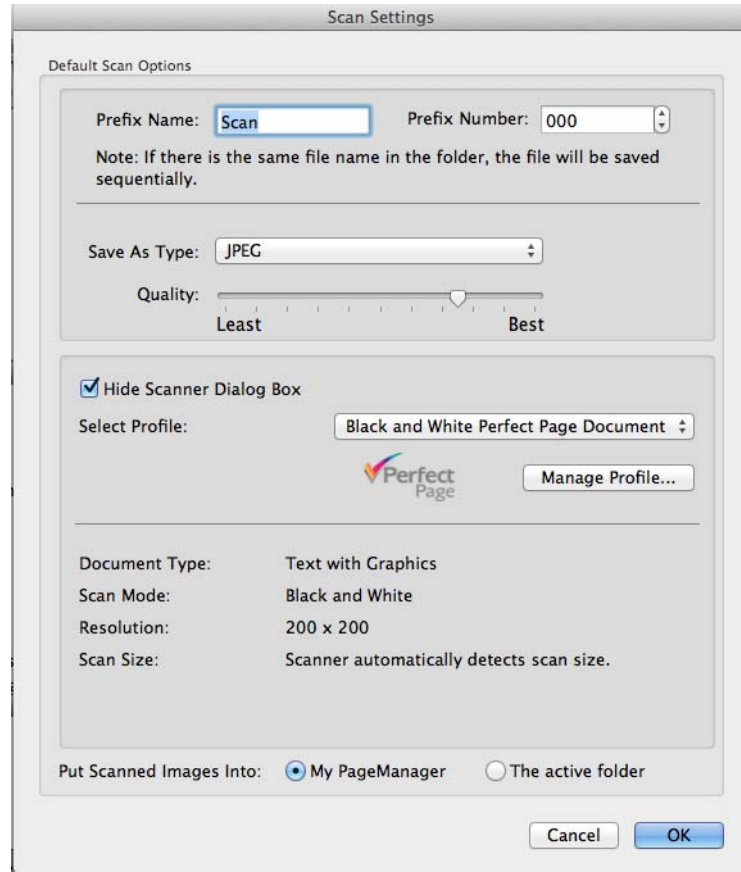 Scan Settings
Default Scan Options
Prefix Name: Scan Prefix Number: 000
Note: If there is the same file name in the folder, the file will be saved
sequentially.
Save As Type: JPEG
Quality:
Least Best
Hide Scanner Dialog Box
Select Profile: Black and White Perfect Page Document
Perfect
Page
Manage Profile...
Document Type: Text with Graphics
Scan Mode: Black and White
Resolution: 200 x 200
Scan Size: Scanner automatically detects scan size.
Put Scanned Images Into: My PageManager The active folder
Cancel OK